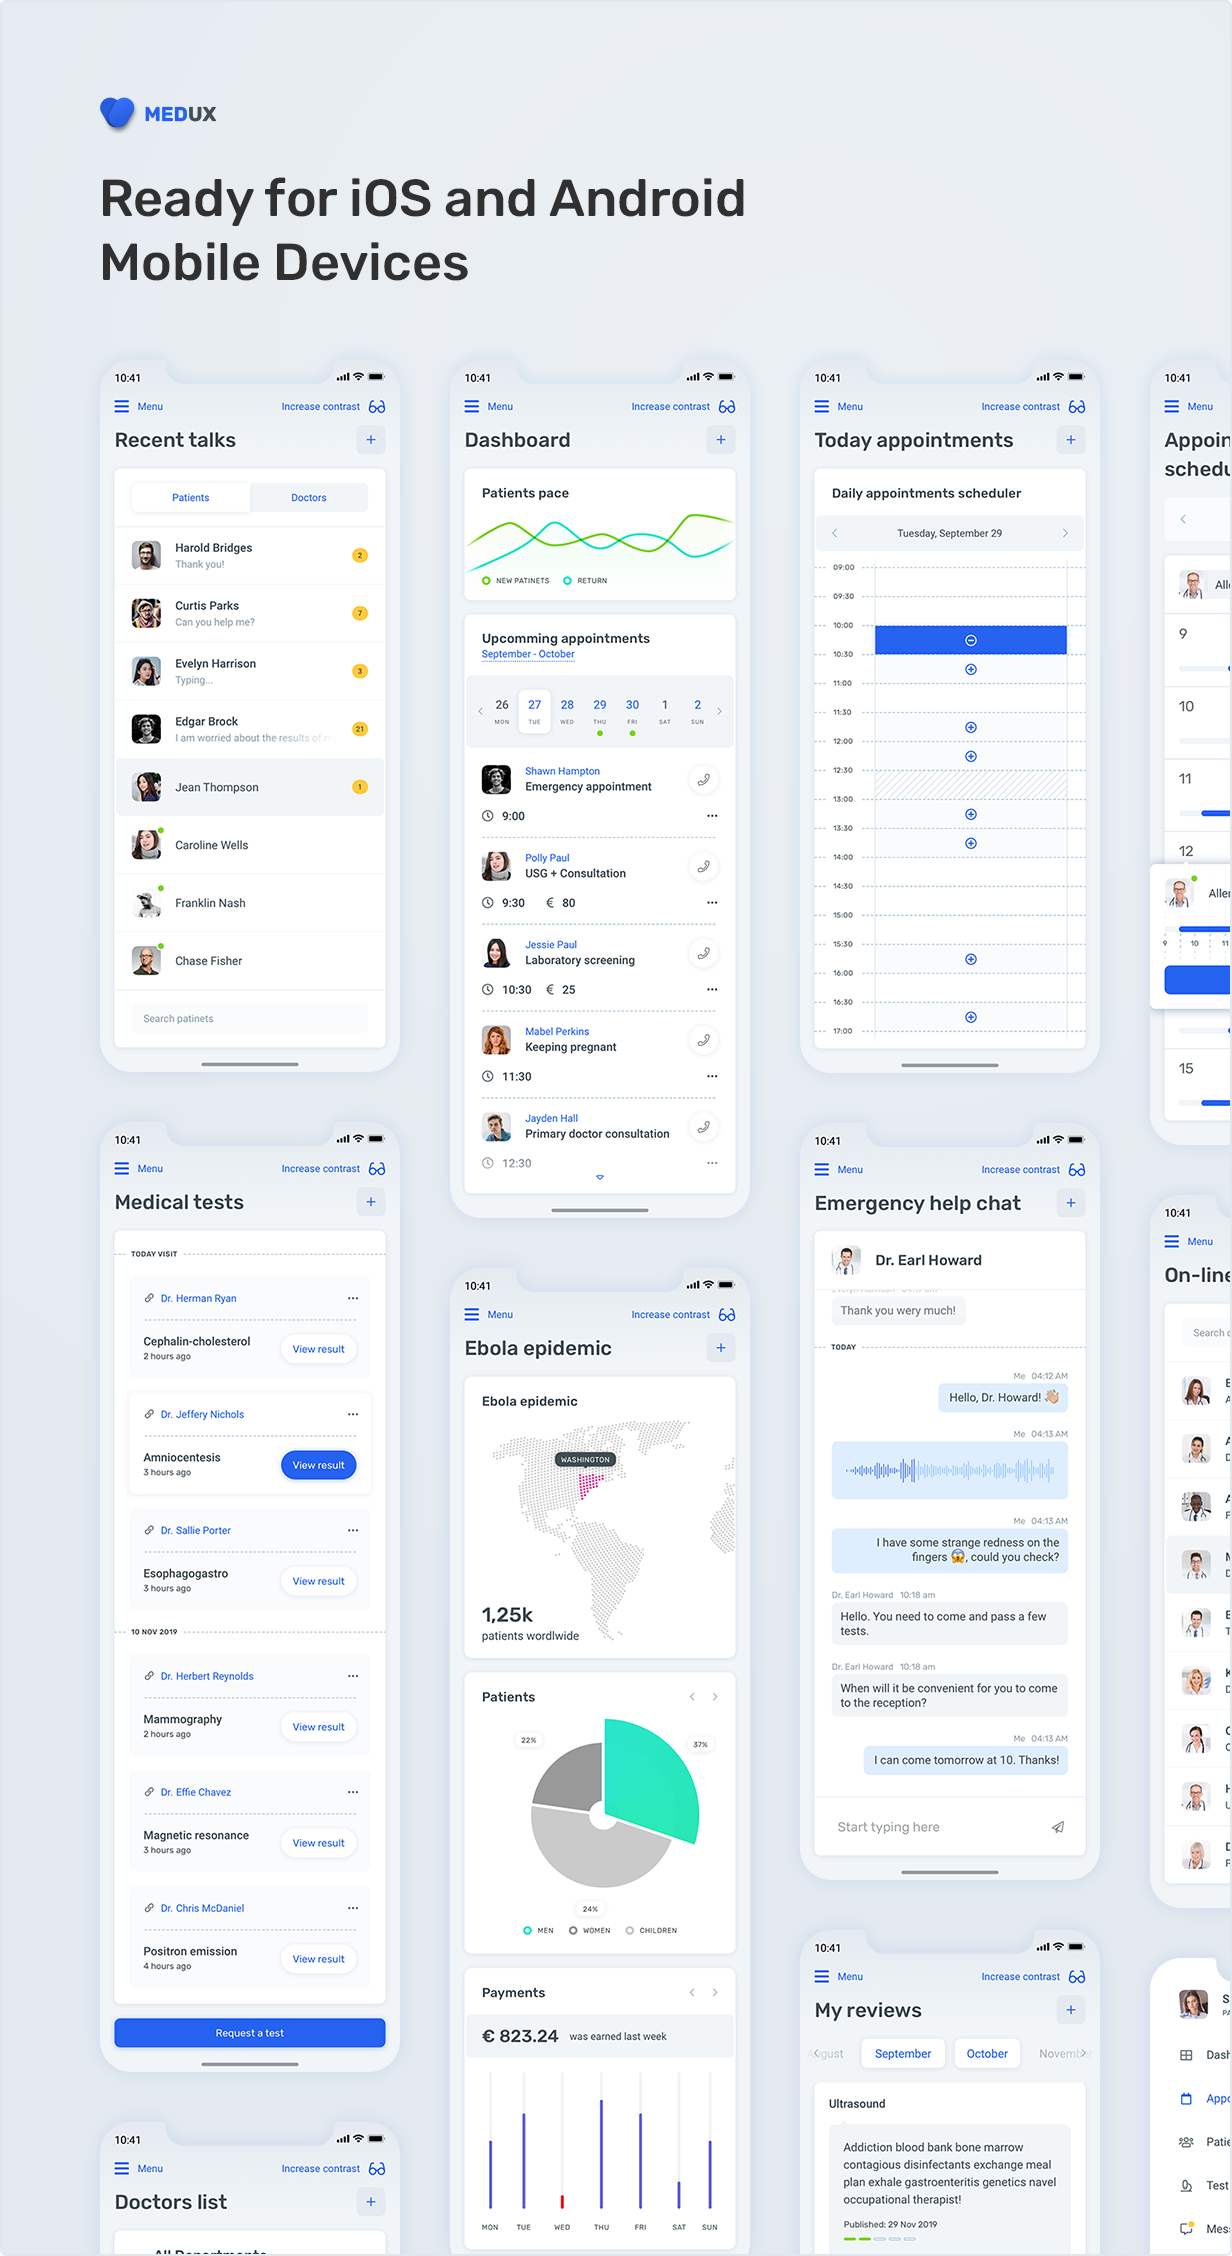 MEDUX
Ready for iOS and Android
Mobile Devices
10:41
Menu
Increase contrast
Recent talks
+
Patients
Doctors
Harold Bridges
Thank you!
2
Curtis Parks
Can you help me?
7
Evelyn Harrison
Typing...
3
Edgar Brock
I am worried about the results of m
21
Jean Thompson
1
Caroline Wells
Franklin Nash
Chase Fisher
Search patinets
10:41
Menu
Increase contrast
Medical tests
+
TODAY VISIT
Dr. Herman Ryan
Cephalin-cholesterol
2 hours ago
View result
Dr. Jeffery Nichols
Amniocentesis
3 hours ago
View result
Dr. Sallie Porter
Esophagogastro
3 hours ago
View result
10 NOV 2019
Dr. Herbert Reynolds
Mammography
2 hours ago
View result
Dr. Effie Chavez
Magnetic resonance
3 hours ago
View result
Dr. Chris McDaniel
Positron emission
4 hours ago
View result
Request a test
10:41
Menu
Increase contrast
Doctors list
+
All Departments
10:41
Menu
Increase contrast
Dashboard
+
Patients pace
NEW PATINETS
RETURN
Upcomming appointments
September - October
26 27 28 29 30 1 2
MON TUE WED THU FRI SAT SUN
Shawn Hampton
Emergency appointment
9:00
Polly Paul
USG + Consultation
9:30 € 80
Jessie Paul
Laboratory screening
10:30 € 25
Mabel Perkins
Keeping pregnant
11:30
Jayden Hall
Primary doctor consultation
12:30
10:41
Menu
Increase contrast
Ebola epidemic
+
Ebola epidemic
WASHINGTON
1,25k
patients wordlwide
Patients
22%
37%
24%
MEN
WOMEN
CHILDREN
Payments
€ 823.24 was earned last week
MON TUE WED THU FRI SAT SUN
10:41
Menu
Increase contrast
Today appointments
+
Daily appointments scheduler
Tuesday, September 29
09:00
09:30
10:00
10:30
11:00
11:30
12:00
12:30
13:00
13:30
14:00
14:30
15:00
15:30
16:00
16:30
17:00
10:41
Menu
Increase contrast
Emergency help chat
+
Dr. Earl Howard
Thank you wery much!
TODAY
Me 04:12 AM
Hello, Dr. Howard! 👋🏼
Me 04:13 AM
Me 04:13 AM
I have some strange redness on the
fingers 😱, could you check?
Dr. Earl Howard 10:18 am
Hello. You need to come and pass a few
tests.
Dr. Earl Howard 10:18 am
When will it be convenient for you to come
to the reception?
Me 04:13 AM
I can come tomorrow at 10. Thanks!
Start typing here
10:41
Menu
Increase contrast
My reviews
+
August
September
October
November
Ultrasound
Addiction blood bank bone marrow
contagious disinfectants exchange meal
plan exhale gastroenteritis genetics navel
occupational therapist!
Published: 29 Nov 2019
10:41
Menu
Appoin
schedu
Alle
9
10
11
12
Aller
9 10 11
15
10:41
Menu
On-line
Search
Dash
Appo
Patie
Test
Mes